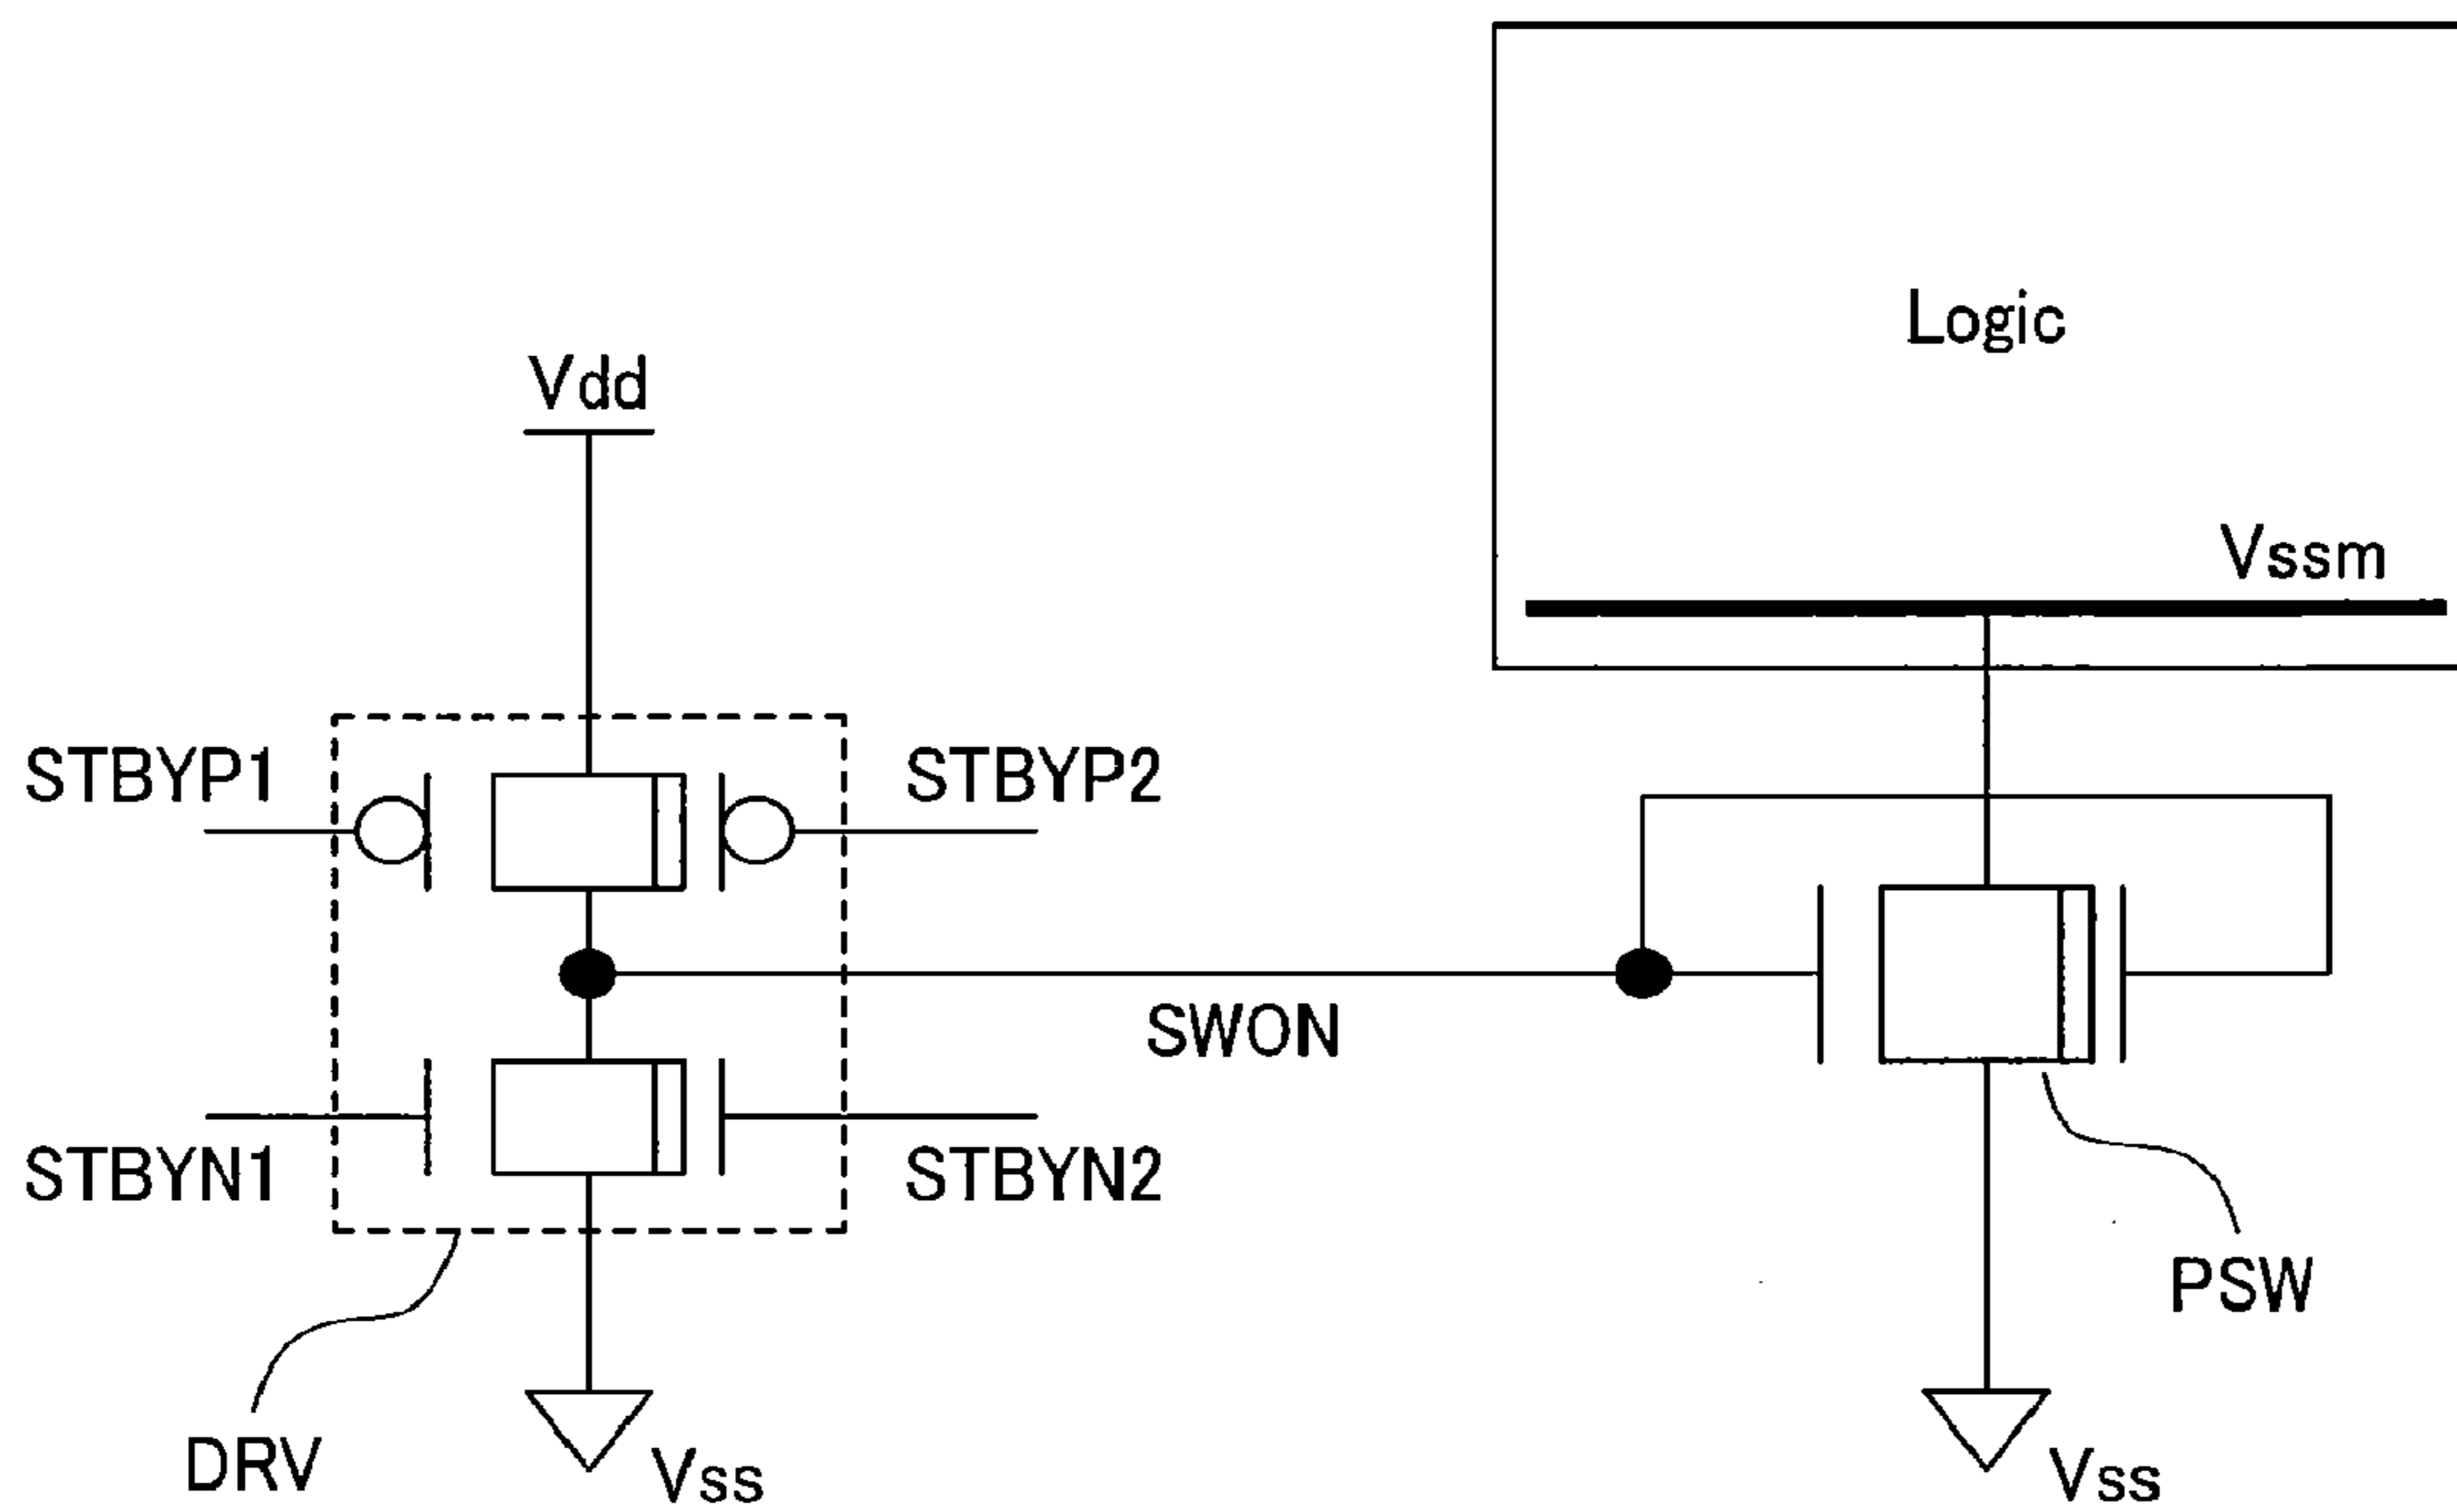 Logic
Vdd
Vssm
STBYP1
STBYP2
SWON
STBYN1
STBYN2
PSW
DRV
Vss
Vss